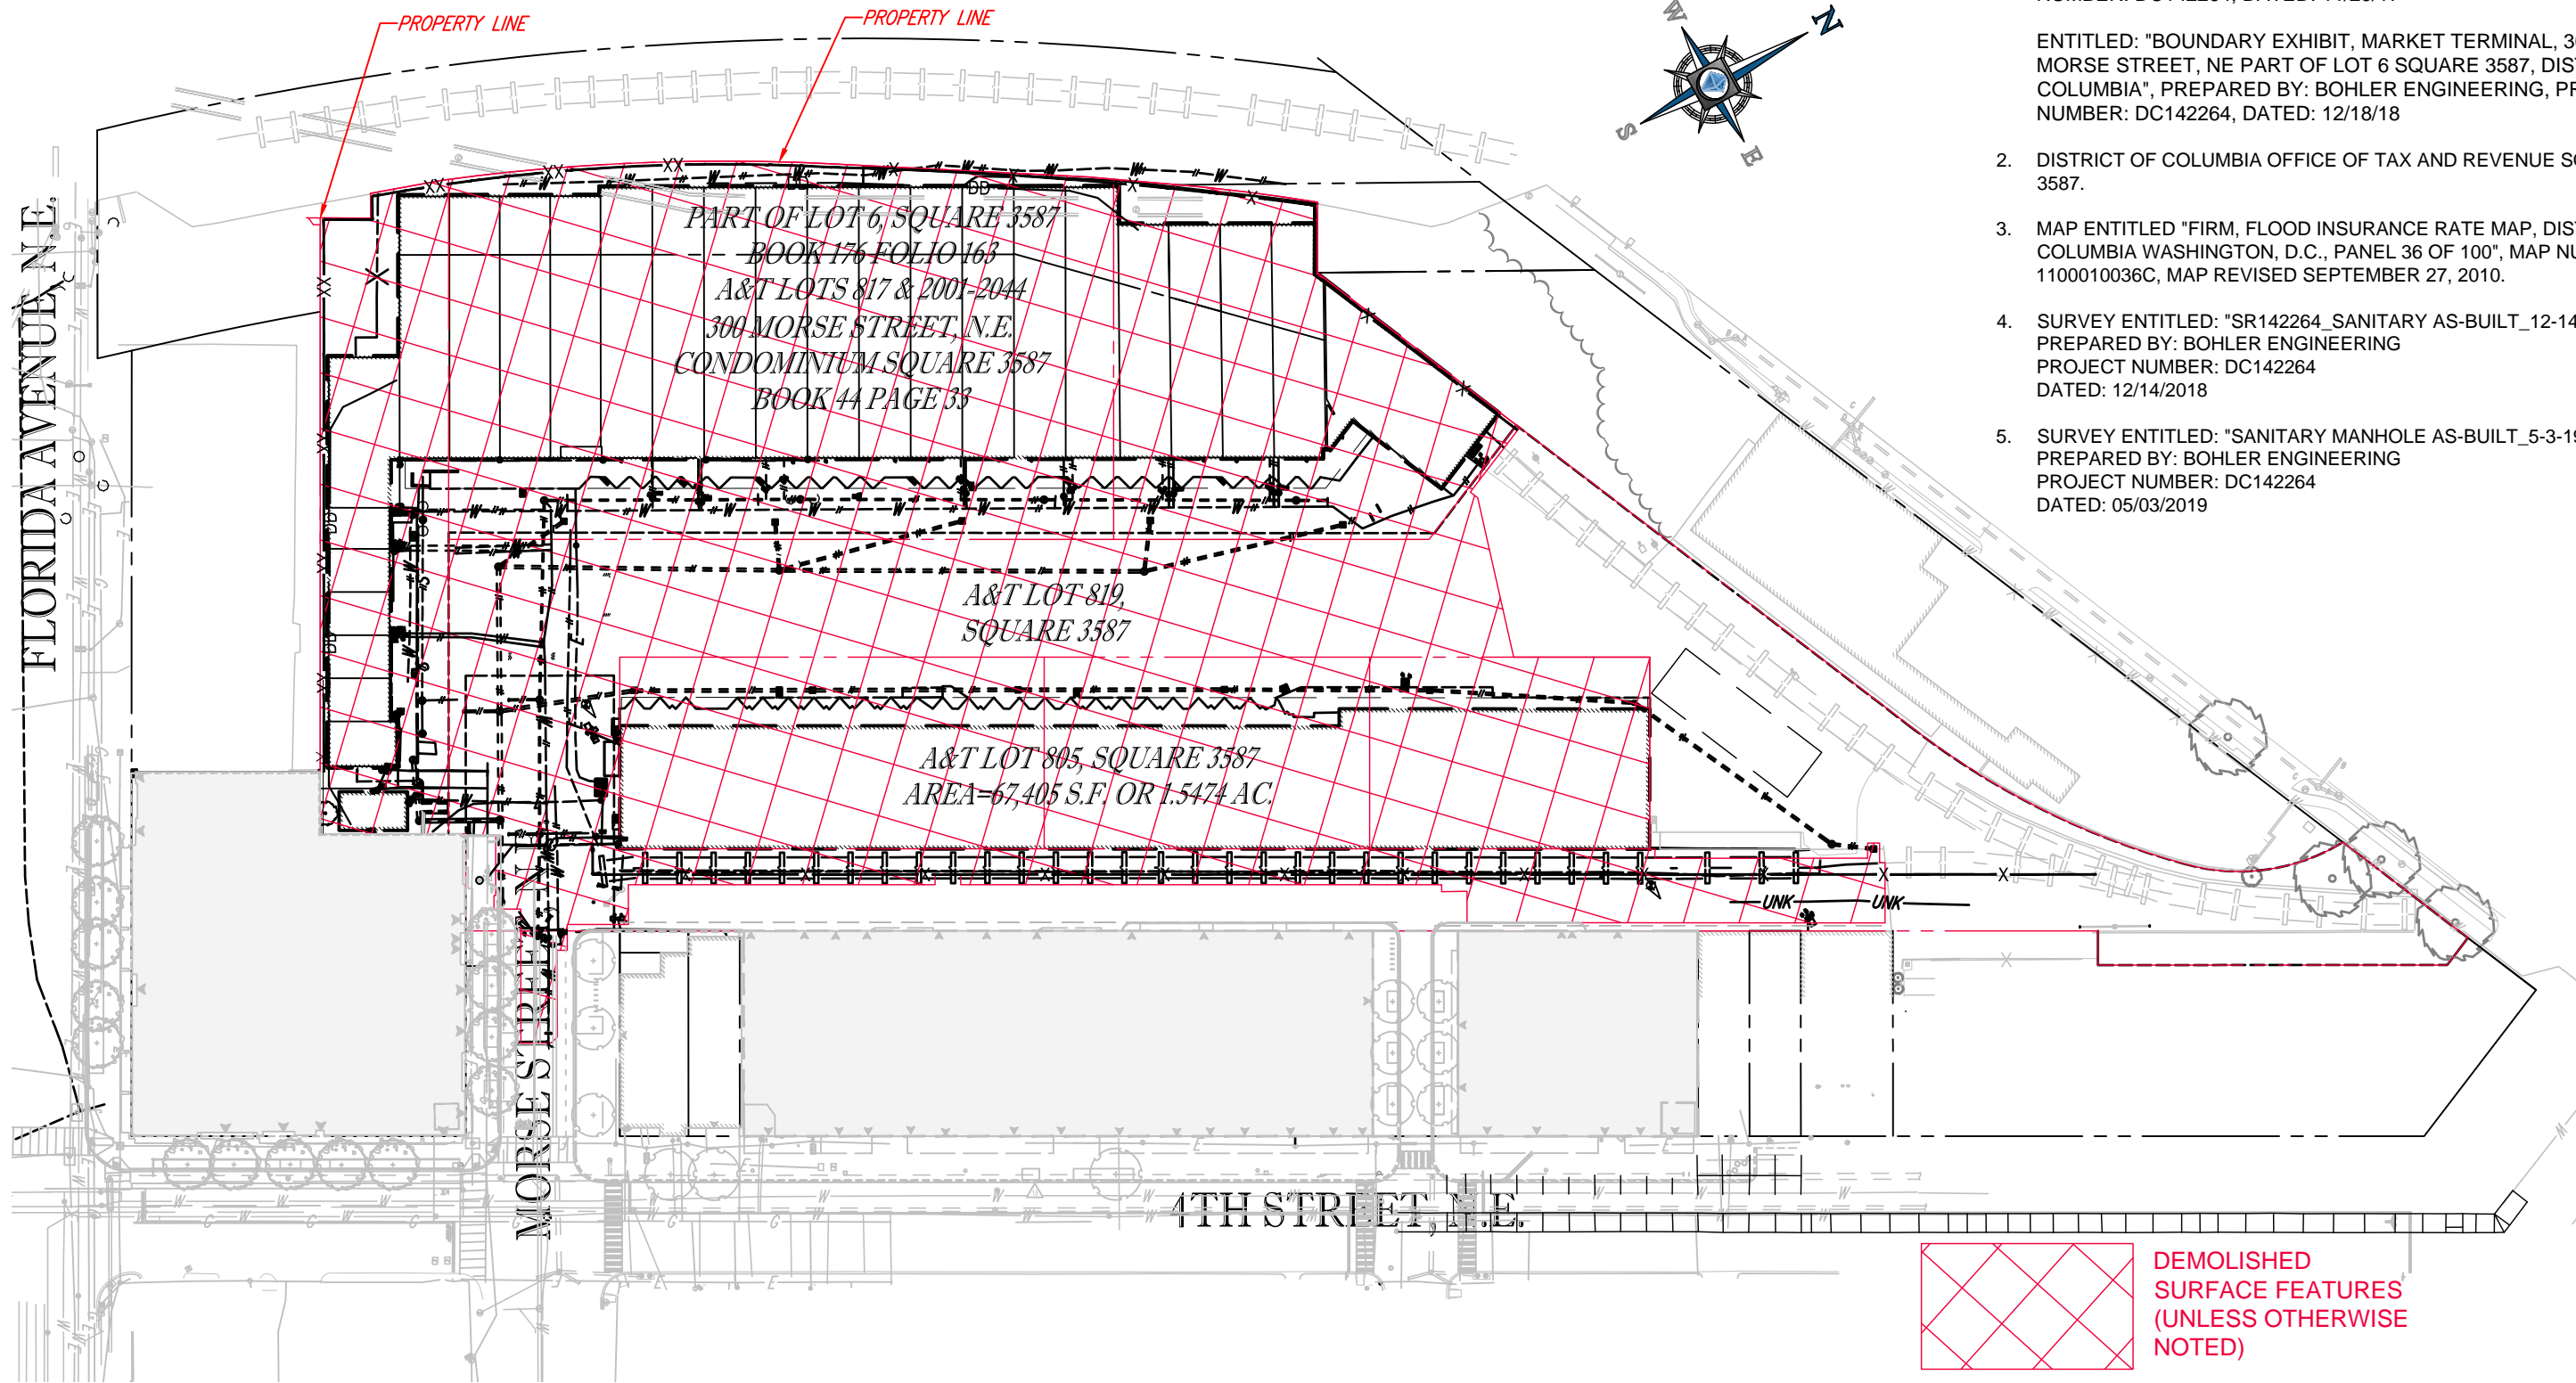 PROPERTY LINE
PROPERTY LINE
W
N
S
E
ENTITLED: "BOUNDARY EXHIBIT, MARKET TERMINAL,
MORSE STREET, NE PART OF LOT 6 SQUARE 3587,
COLUMBIA", PREPARED BY: BOHLER ENGINEERING,
NUMBER: DC142264, DATED: 12/18/18
2. DISTRICT OF COLUMBIA OFFICE OF TAX AND REVENUE
3587.
3. MAP ENTITLED "FIRM, FLOOD INSURANCE RATE MAP,
COLUMBIA WASHINGTON, D.C., PANEL 36 OF 100", MAP
1100010036C, MAP REVISED SEPTEMBER 27, 2010.
4. SURVEY ENTITLED: "SR142264_SANITARY AS-BUILT_12-14
PREPARED BY: BOHLER ENGINEERING
PROJECT NUMBER: DC142264
DATED: 12/14/2018
5. SURVEY ENTITLED: "SANITARY MANHOLE AS-BUILT_5-3-19
PREPARED BY: BOHLER ENGINEERING
PROJECT NUMBER: DC142264
DATED: 05/03/2019
PART OF LOT 6, SQUARE 3587
BOOK 176 FOLIO 163
A&T LOTS 817 & 2001-2044
300 MORSE STREET, N.E.
CONDOMINIUM SQUARE 3587
BOOK 44 PAGE 33
A&T LOT 819,
SQUARE 3587
A&T LOT 805, SQUARE 3587
AREA=67,405 S.F. OR 1.5474 AC.
FLORIDA AVENUE, N.E.
MORSE STREET, N.E.
4TH STREET, N.E.
UNK
UNK
DEMOLISHED
SURFACE FEATURES
(UNLESS OTHERWISE
NOTED)